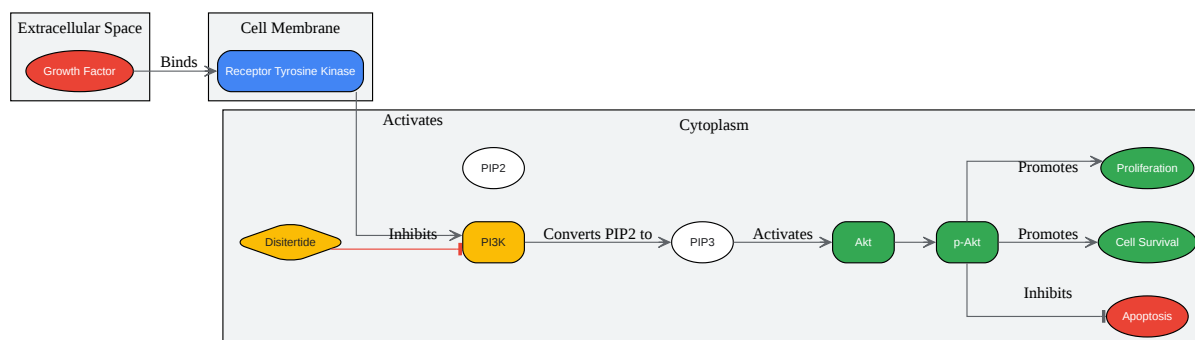 Extracellular Space
Growth Factor
Binds
Cell Membrane
Receptor Tyrosine Kinase
Activates
Cytoplasm
PIP2
Disitertide
Inhibits
PI3K
Converts PIP2 to
PIP3
Activates
Akt
p-Akt
Promotes
Proliferation
Promotes
Cell Survival
Inhibits
Apoptosis